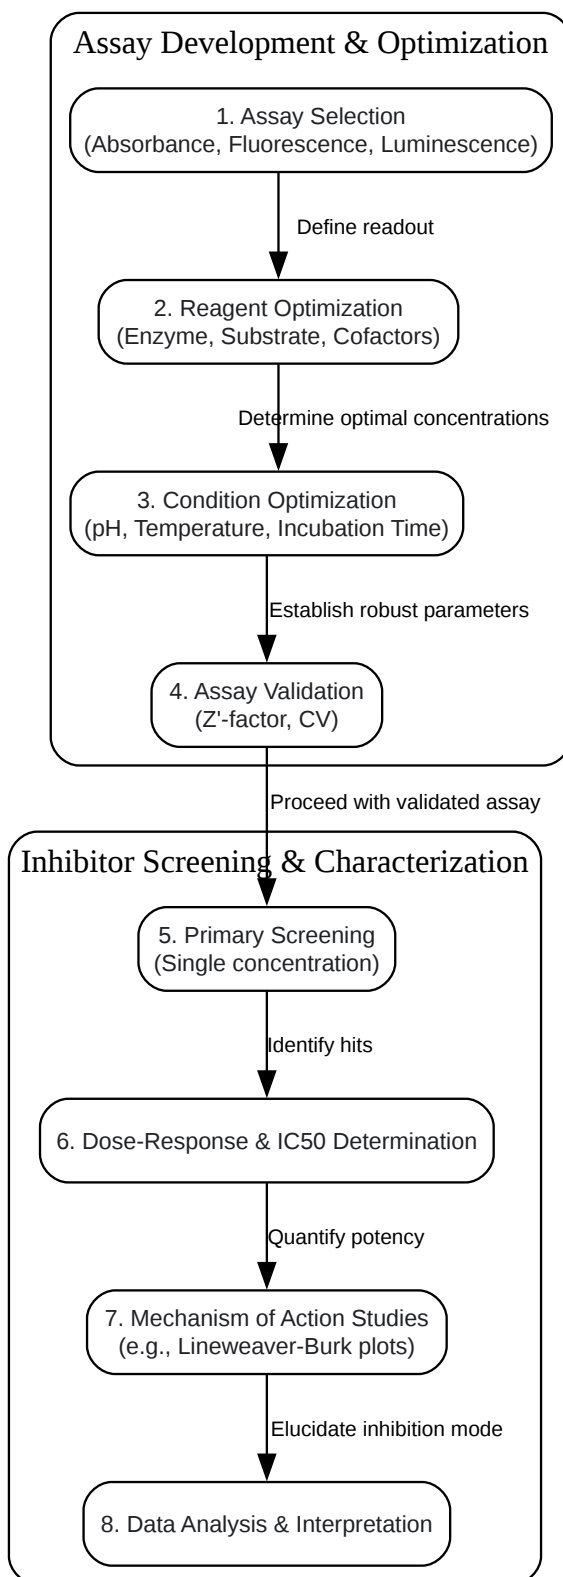 Assay Development & Optimization
1. Assay Selection
(Absorbance, Fluorescence, Luminescence)
Define readout
2. Reagent Optimization
(Enzyme, Substrate, Cofactors)
Determine optimal concentrations
3. Condition Optimization
(pH, Temperature, Incubation Time)
Establish robust parameters
4. Assay Validation
(Z'-factor, CV)
Proceed with validated assay
Inhibitor Screening & Characterization
5. Primary Screening
(Single concentration)
Identify hits
6. Dose-Response & IC50 Determination
Quantify potency
7. Mechanism of Action Studies
(e.g., Lineweaver-Burk plots)
Elucidate inhibition mode
8. Data Analysis & Interpretation